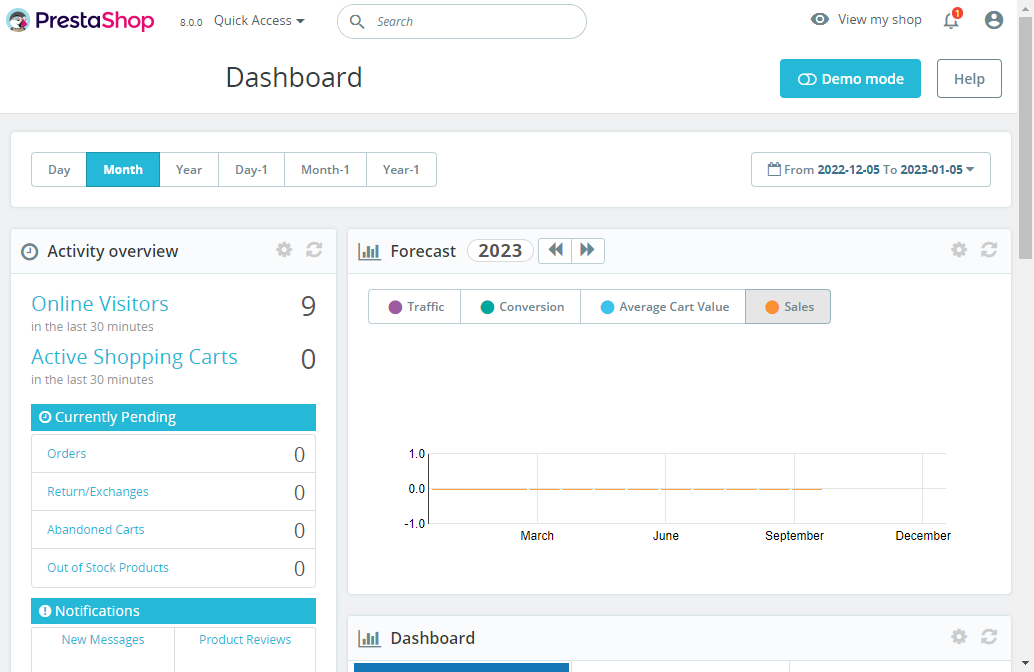 PrestaShop 8.0.0 Quick Access Search View my shop 1
Dashboard Demo mode Help
Day Month Year Day-1 Month-1 Year-1 From 2022-12-05 To 2023-01-05
Activity overview
Online Visitors 9
in the last 30 minutes
Active Shopping Carts 0
in the last 30 minutes
Currently Pending
Orders 0
Return/Exchanges 0
Abandoned Carts 0
Out of Stock Products 0
Notifications
New Messages Product Reviews
Forecast 2023
Traffic Conversion Average Cart Value Sales
1.0
0.0
-1.0
March June September December
Dashboard